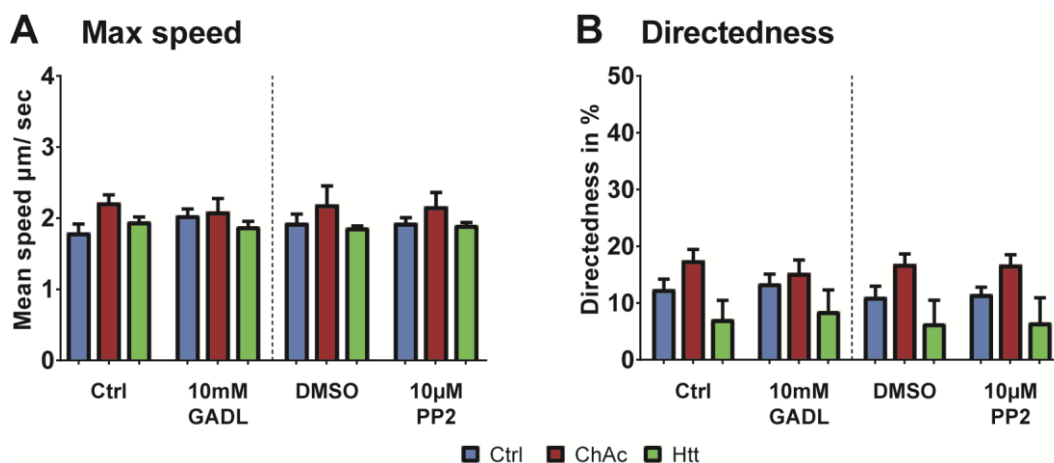 A Max speed
Mean speed µm/ sec
4
3
2
1
0
Ctrl
10mM
GADL
DMSO
10µM
PP2
B Directedness
Directedness in %
50
40
30
20
10
0
Ctrl
10mM
GADL
DMSO
10µM
PP2
Ctrl ChAc Htt